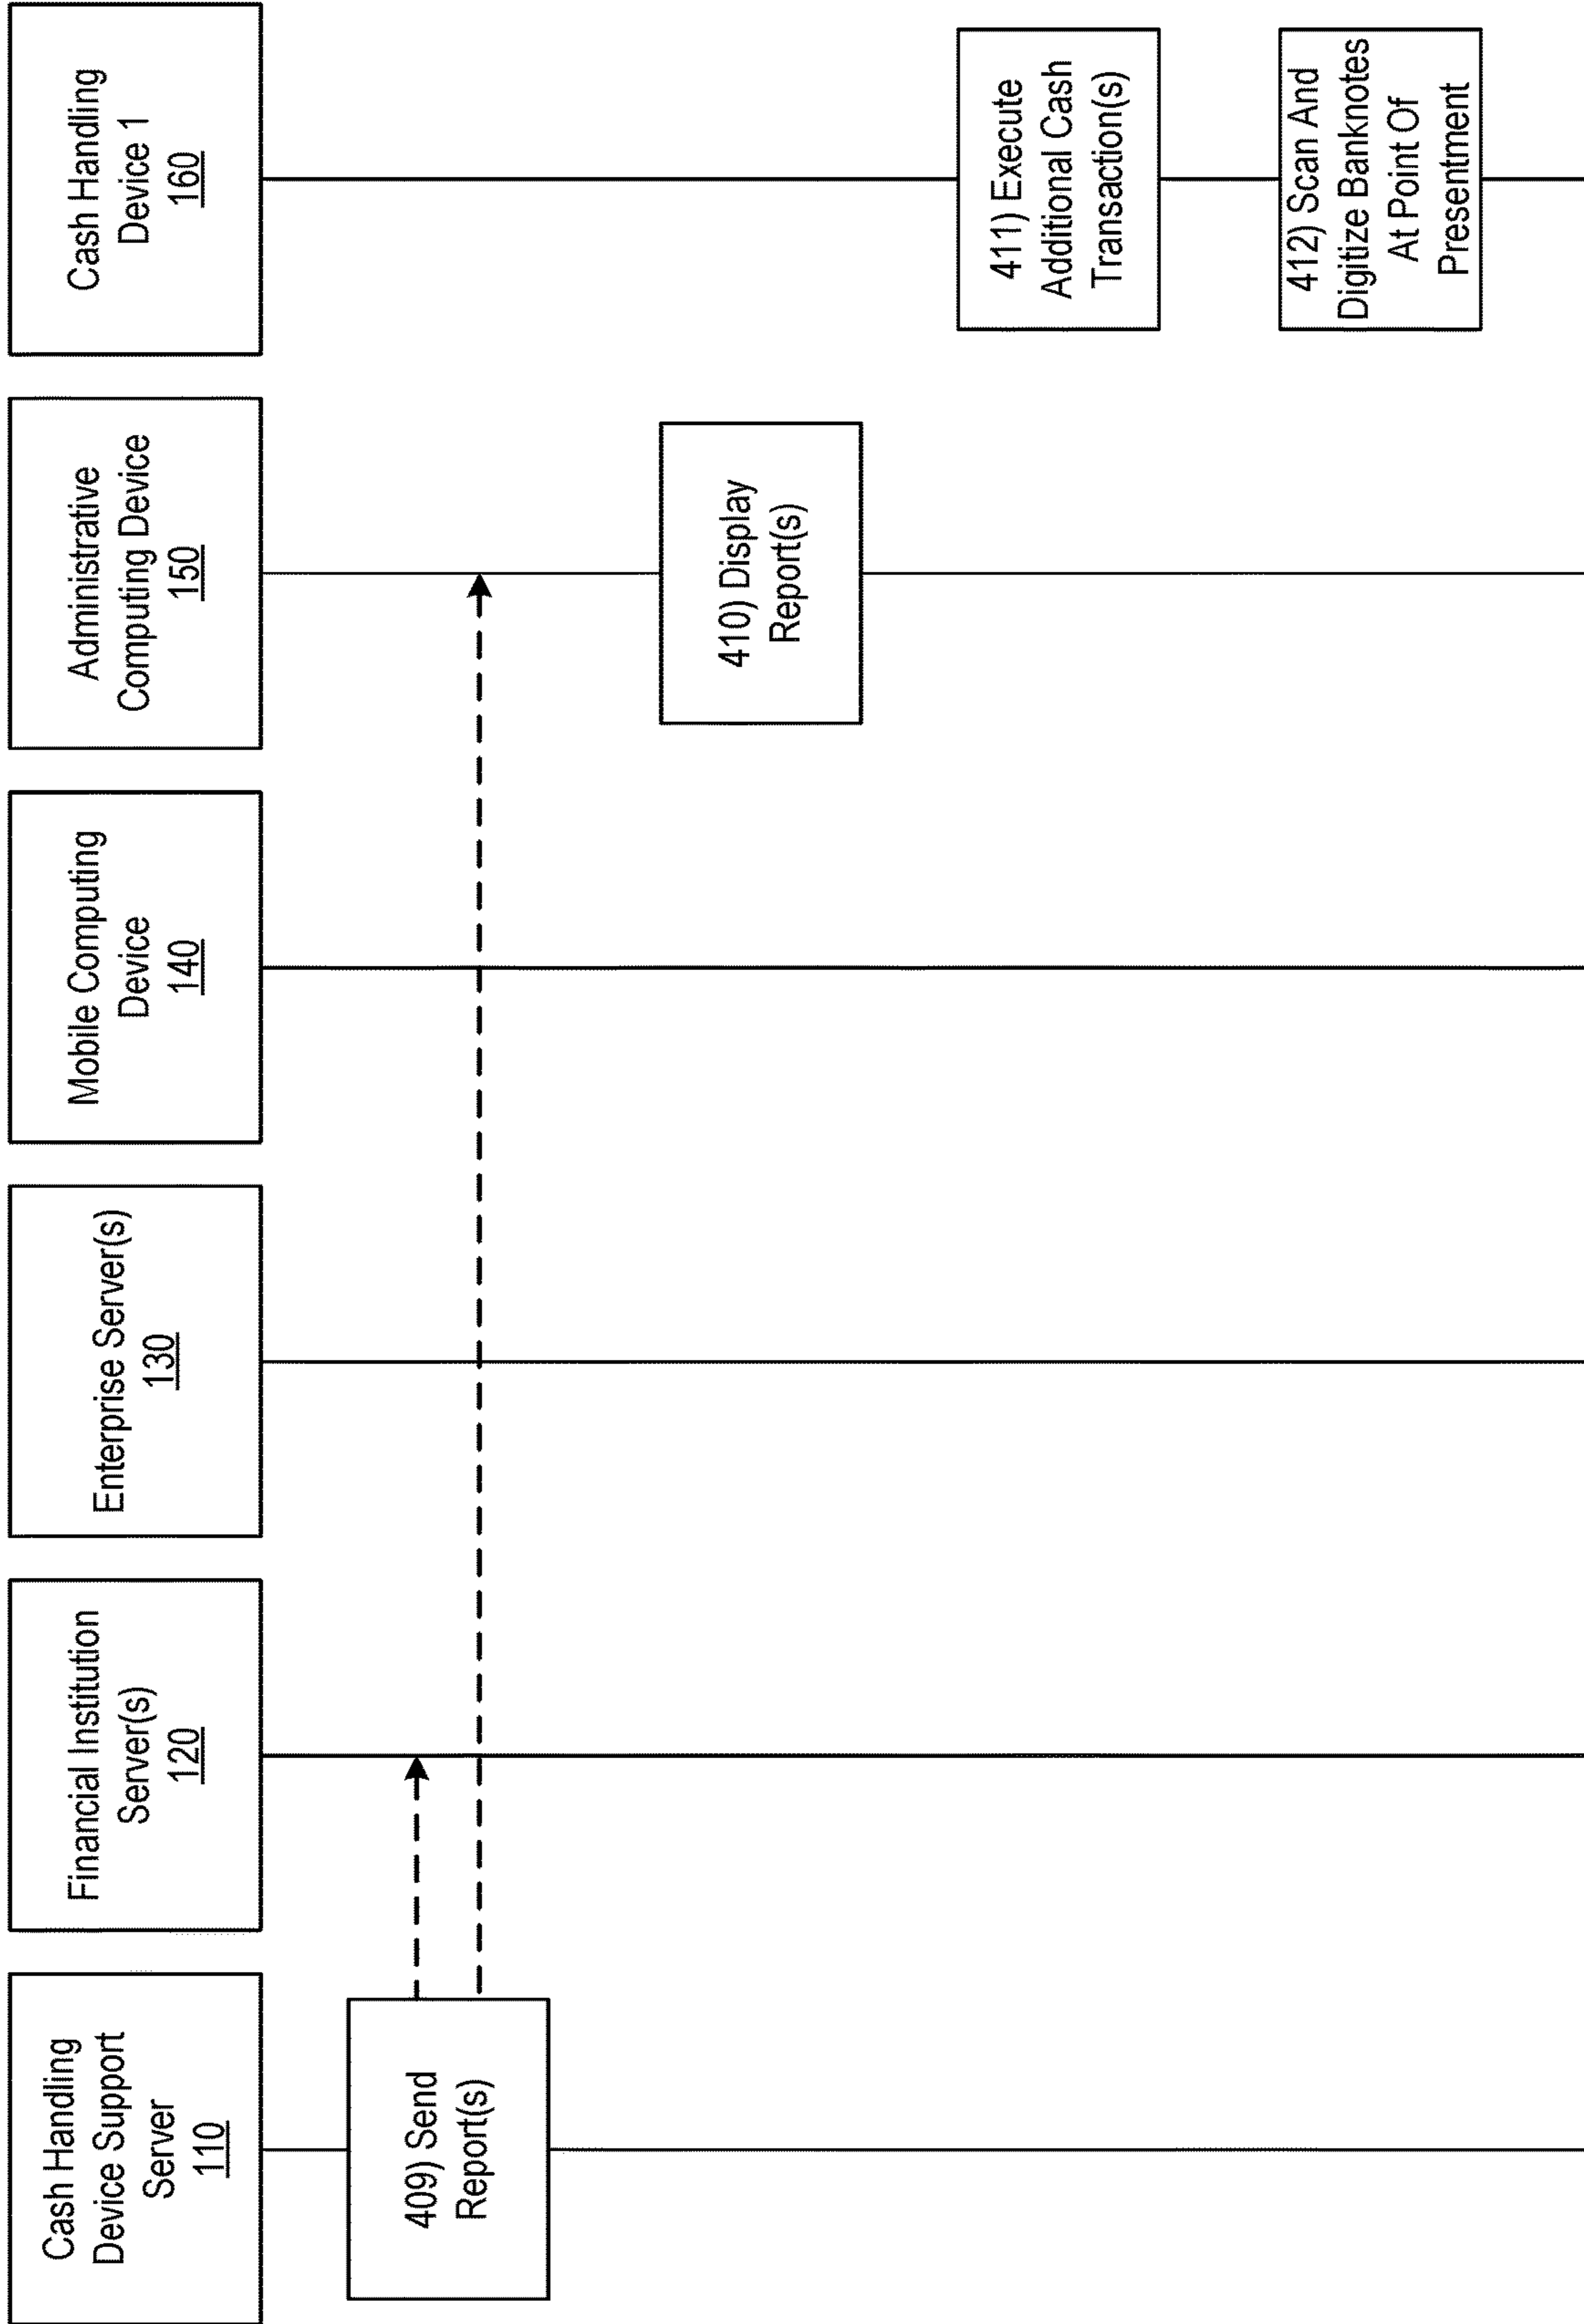 Cash Handling
Device Support
Server
110
Financial Institution
Server(s)
120
Enterprise Server(s)
130
Mobile Computing
Device
140
Administrative
Computing Device
150
Cash Handling
Device 1
160
409) Send
Report(s)
410) Display
Report(s)
411) Execute
Additional Cash
Transaction(s)
412) Scan And
Digitize Banknotes
At Point Of
Presentment